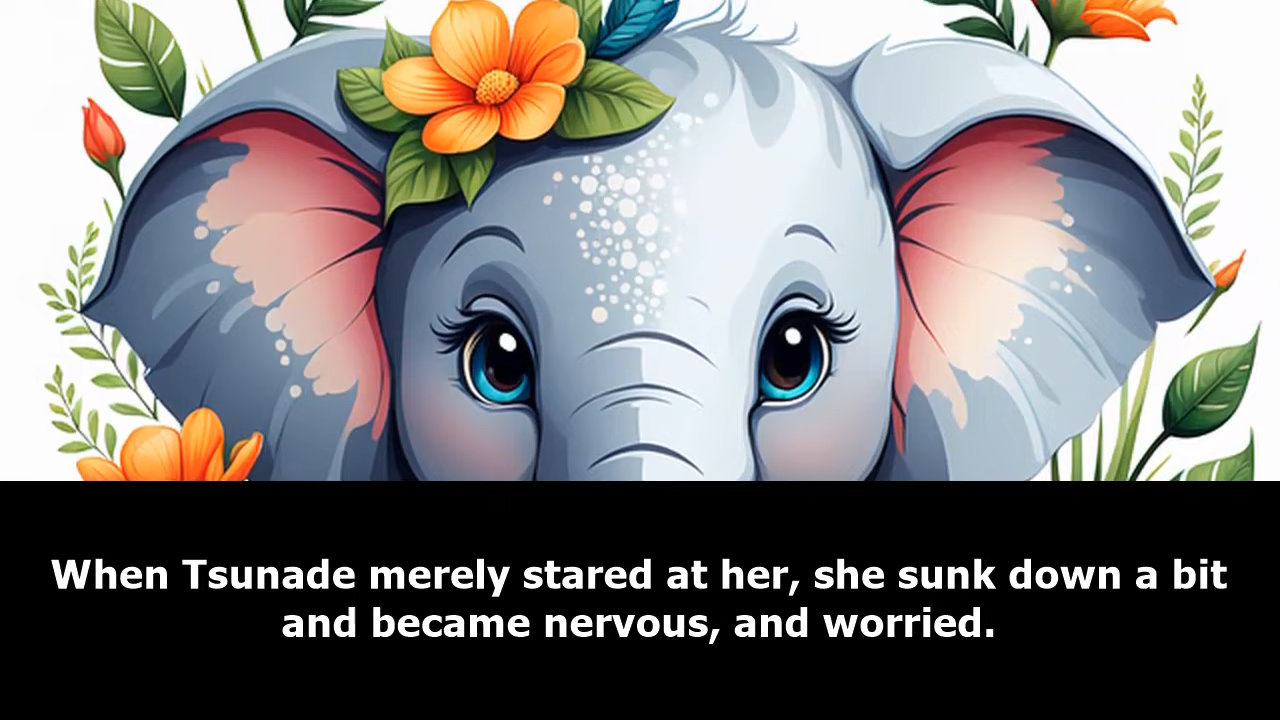 When Tsunade merely stared at her, she sunk down a bit
and became nervous, and worried.